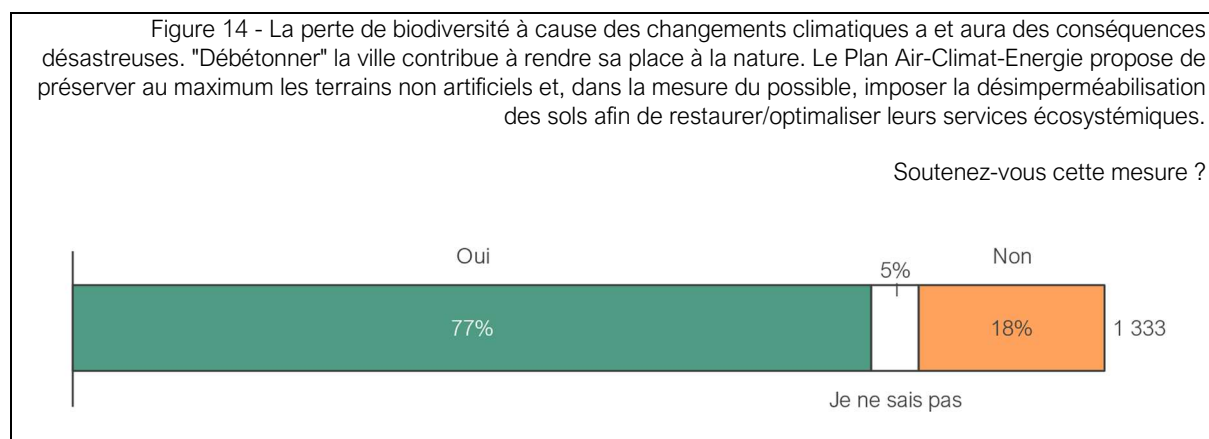 Figure 14 - La perte de biodiversité à cause des changements climatiques a et aura des conséquences
désastreuses. "Débétonner" la ville contribue à rendre sa place à la nature. Le Plan Air-Climat-Energie propose de
préserver au maximum les terrains non artificiels et, dans la mesure du possible, imposer la désimperméabilisation
des sols afin de restaurer/optimaliser leurs services écosystémiques.
Soutenez-vous cette mesure ?
Oui
5%
Non
77%
18%
1 333
Je ne sais pas